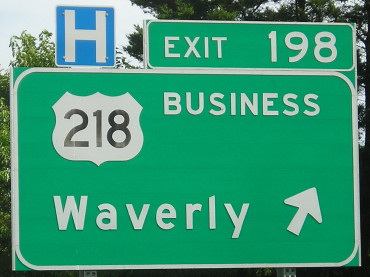 H
EXIT 198
BUSINESS
218
Waverly